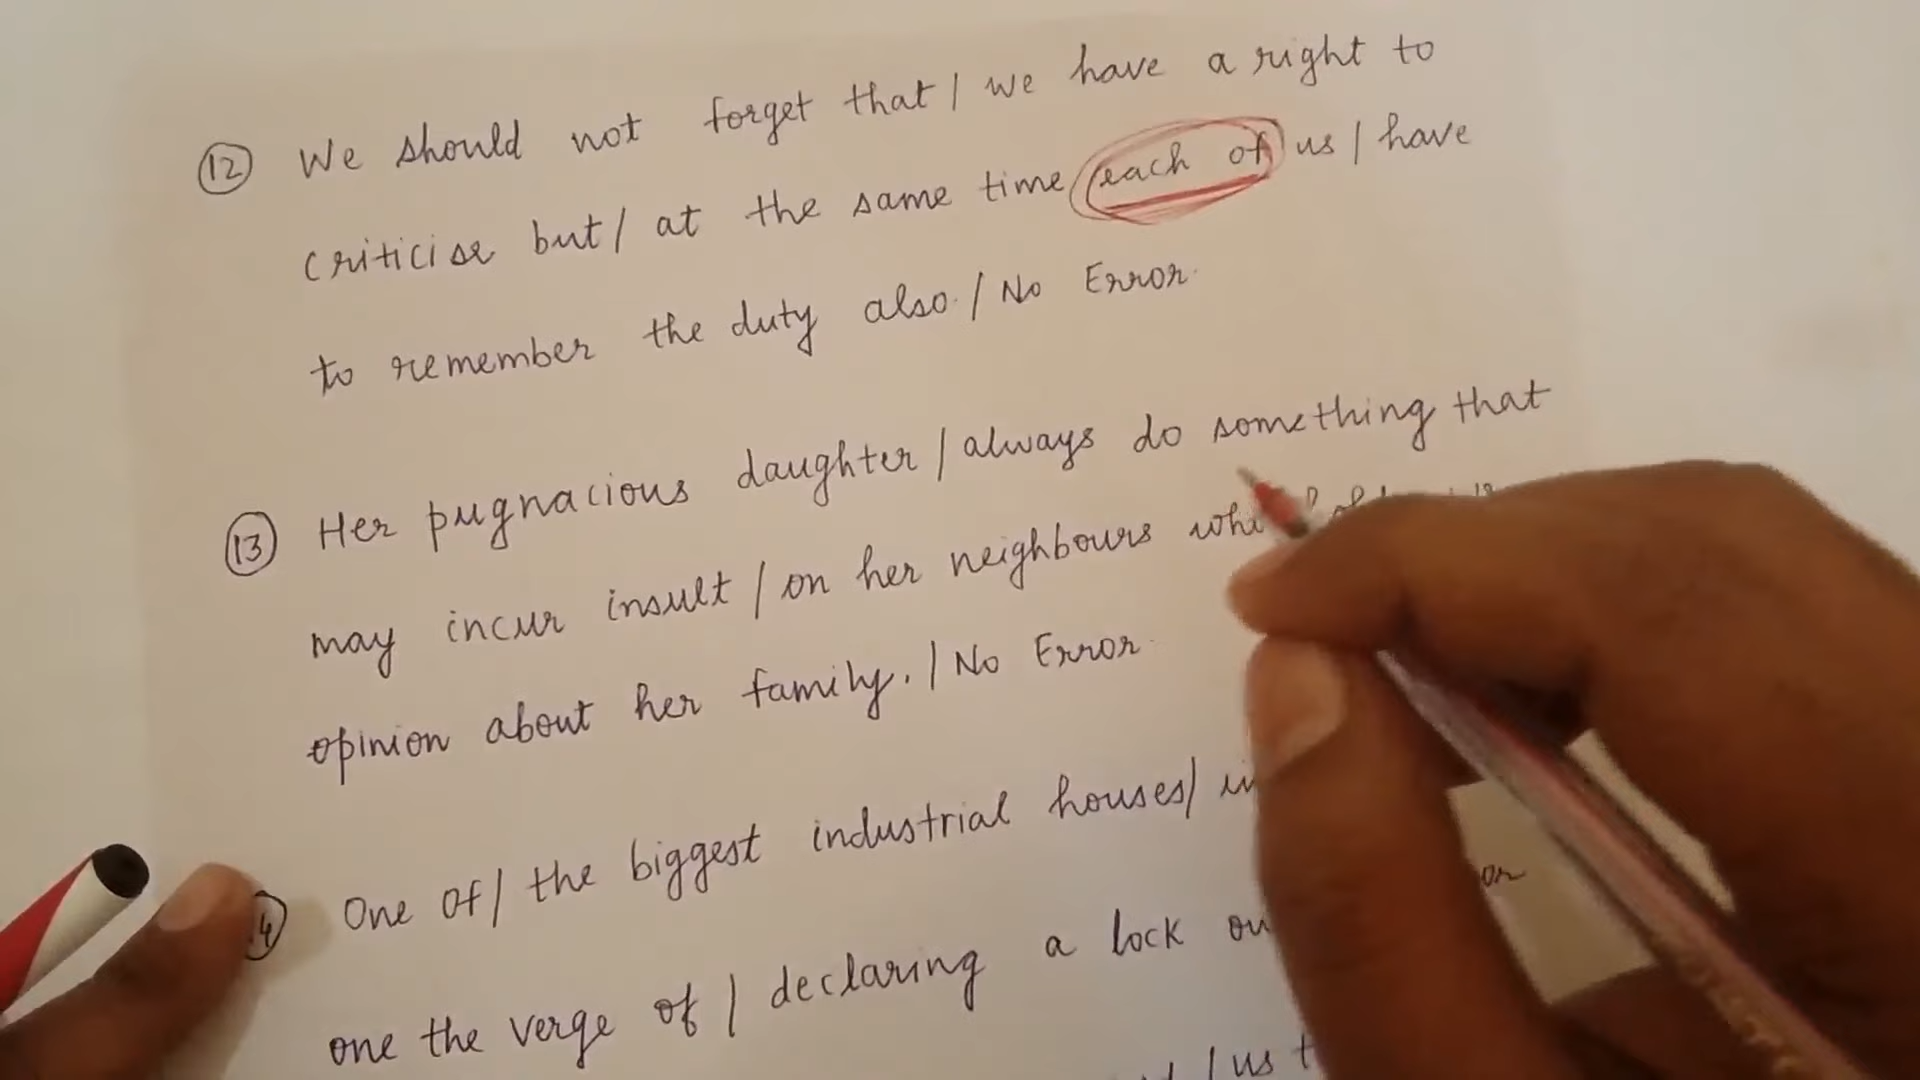 12 We should not forget that / we have a right to
criticise but / at the same time each of us / have
to remember the duty also. / No Error.
13 Her pugnacious daughter / always do something that
may incur insult / on her neighbours
opinion about her family. / No Error.
One of / the biggest industrial houses /
one the verge of / declaring a lock
/ us